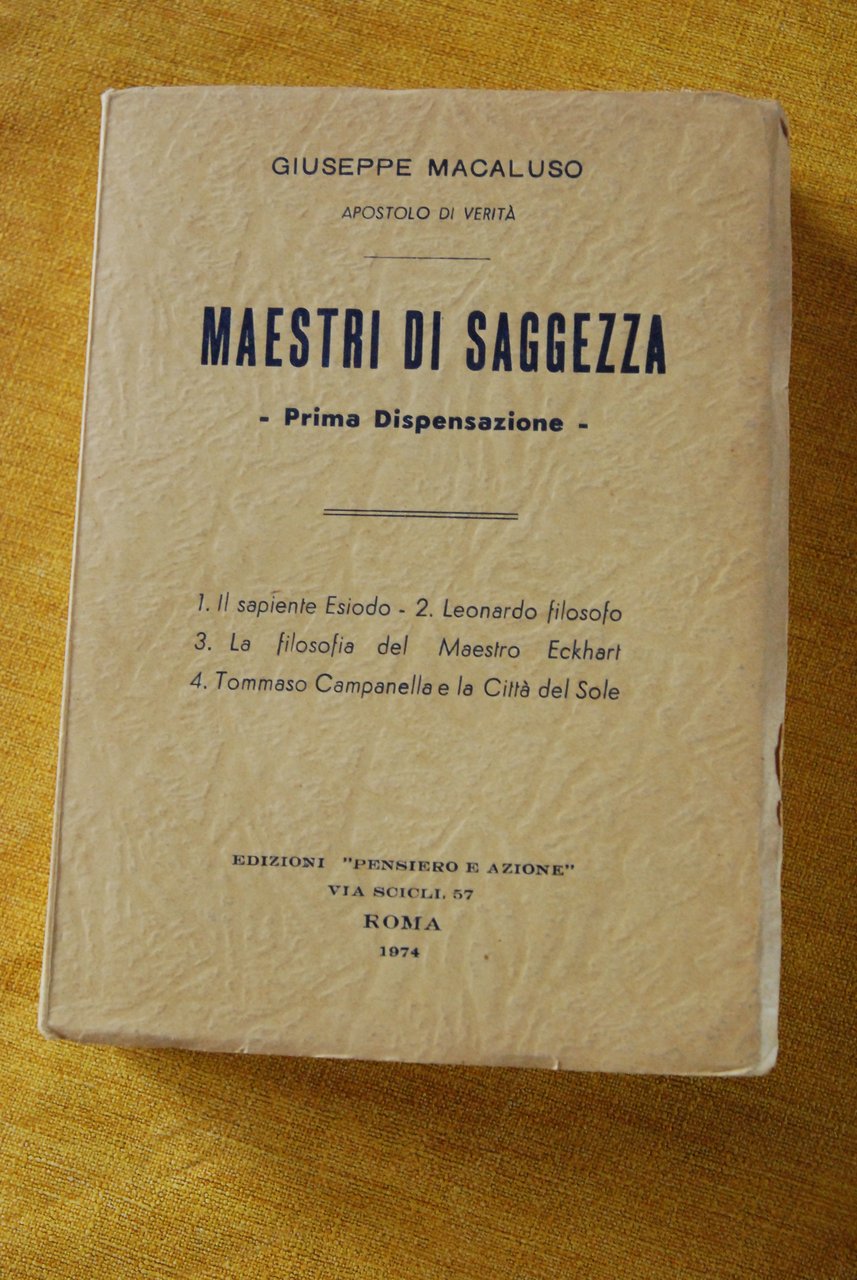 GIUSEPPE MACALUSO
APOSTOLO DI VERITÀ
MAESTRI DI SAGGEZZA
- Prima Dispensazione -
1. Il sapiente Esiodo - 2. Leonardo filosofo
3. La filosofia del Maestro Eckhart
4. Tommaso Campanella e la Città del Sole
EDIZIONI "PENSIERO E AZIONE"
VIA SCICLI, 57
ROMA
1974